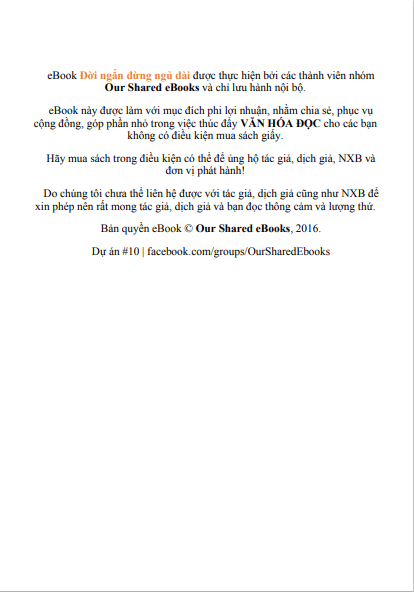 eBook Đời ngắn đừng ngủ dài được thực hiện bởi các thành viên nhóm
Our Shared eBooks và chỉ lưu hành nội bộ.
eBook này được làm với mục đích phi lợi nhuận, nhằm chia sẻ, phục vụ
cộng đồng, góp phần nhỏ trong việc thúc đẩy VĂN HÓA ĐỌC cho các bạn
không có điều kiện mua sách giấy.
Hãy mua sách trong điều kiện có thể để ủng hộ tác giả, dịch giả, NXB và
đơn vị phát hành!
Do chúng tôi chưa thể liên hệ được với tác giả, dịch giả cũng như NXB để
xin phép nên rất mong tác giả, dịch giả và bạn đọc thông cảm và lượng thứ.
Bản quyền eBook © Our Shared eBooks, 2016.
Dự án #10 | facebook.com/groups/OurSharedEbooks